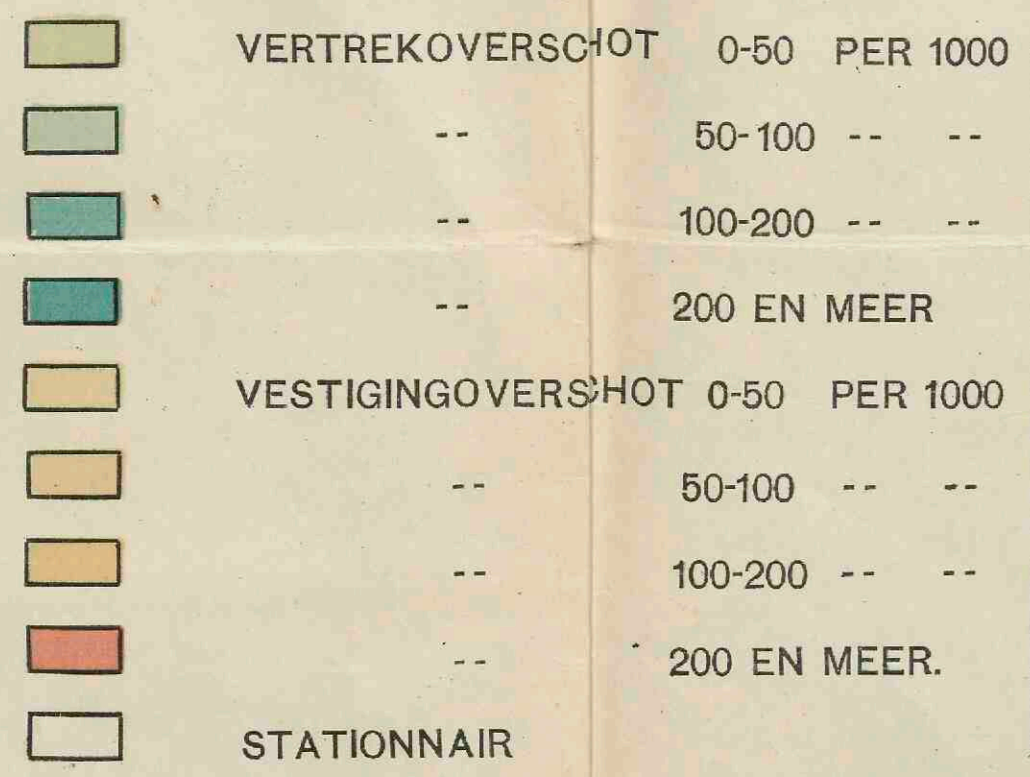 VERTREKOVERSCHOT 0-50 PER 1000
-- 50-100 -- --
-- 100-200 -- --
-- 200 EN MEER
VESTIGINGOVERSCHOT 0-50 PER 1000
-- 50-100 -- --
-- 100-200 -- --
-- 200 EN MEER.
STATIONNAIR